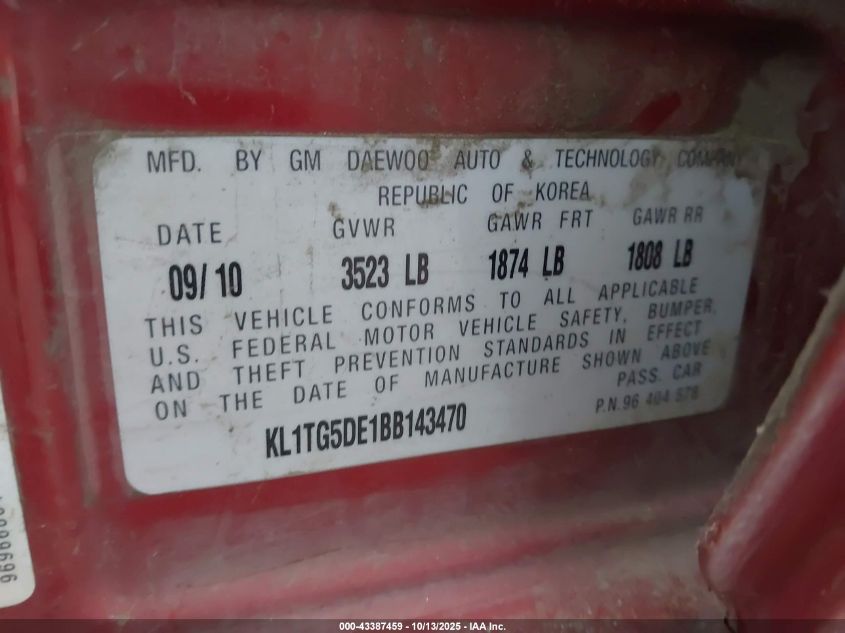 MFD. BY GM DAEWOO AUTO & TECHNOLOGY COMPANY
REPUBLIC OF KOREA
DATE GVWR GAWR FRT GAWR RR
09/10 3523 LB 1874 LB 1808 LB
THIS VEHICLE CONFORMS TO ALL APPLICABLE
U.S. FEDERAL MOTOR VEHICLE SAFETY, BUMPER,
AND THEFT PREVENTION STANDARDS IN EFFECT
ON THE DATE OF MANUFACTURE SHOWN ABOVE
PASS. CAR
KL1TG5DE1BB143470
P.N. 96 404 578
000-43387459 - 10/13/2025 - IAA Inc.